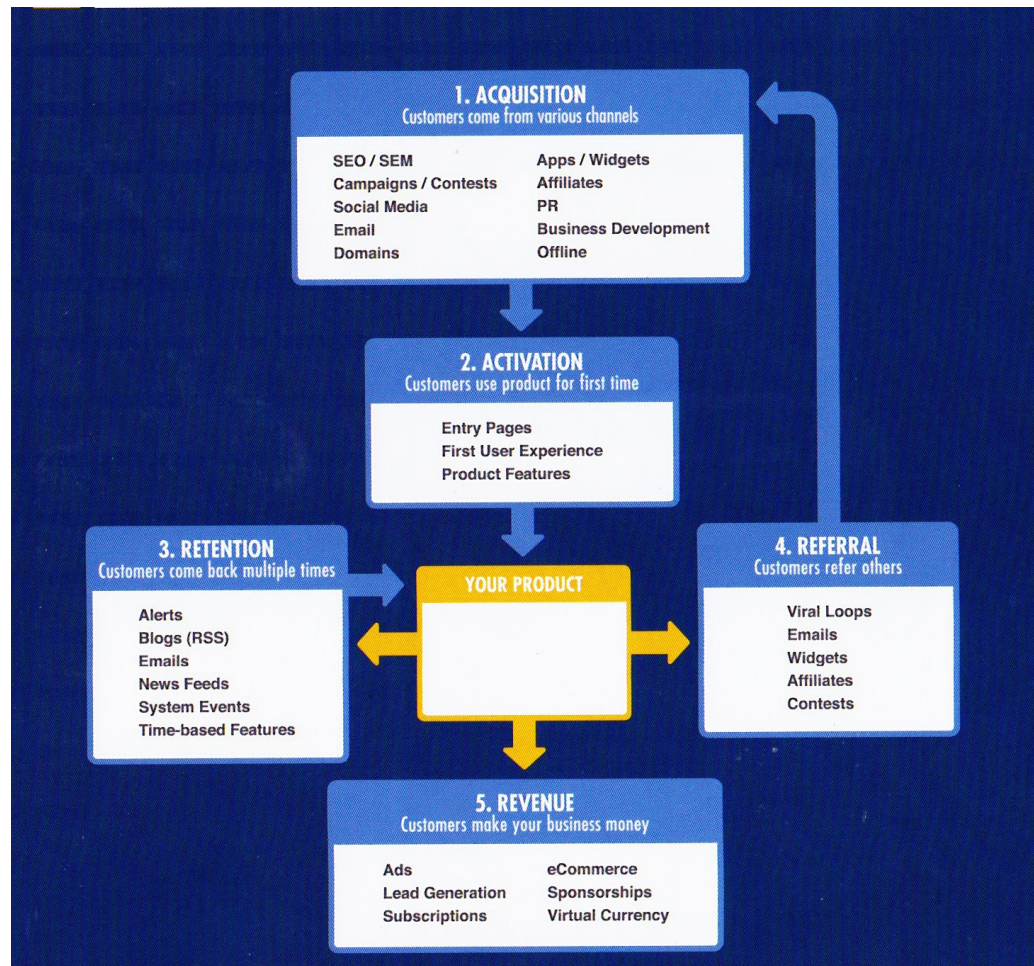 1. ACQUISITION
Customers come from various channels
SEO / SEM
Campaigns / Contests
Social Media
Email
Domains
Apps / Widgets
Affiliates
PR
Business Development
Offline
2. ACTIVATION
Customers use product for first time
Entry Pages
First User Experience
Product Features
3. RETENTION
Customers come back multiple times
Alerts
Blogs (RSS)
Emails
News Feeds
System Events
Time-based Features
YOUR PRODUCT
4. REFERRAL
Customers refer others
Viral Loops
Emails
Widgets
Affiliates
Contests
5. REVENUE
Customers make your business money
Ads
Lead Generation
Subscriptions
eCommerce
Sponsorships
Virtual Currency